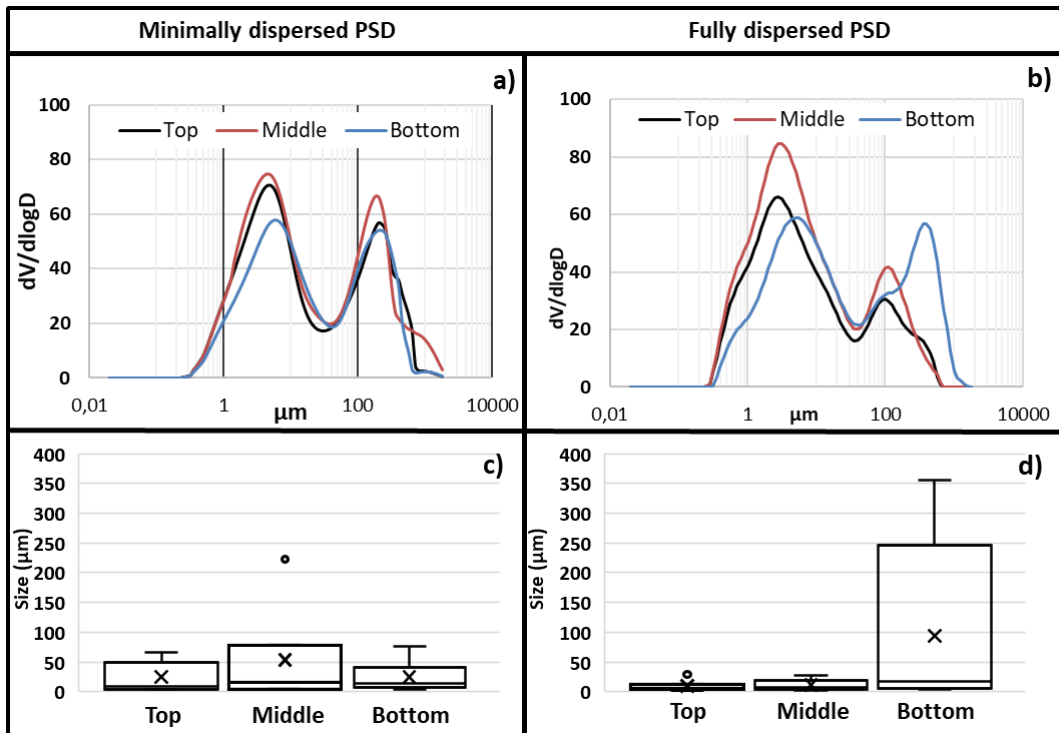 Minimally dispersed PSD
Fully dispersed PSD
a)
dV/dlogD
100
80
60
40
20
0
Top
Middle
Bottom
0,01
1
100
10000
µm
b)
dV/dlogD
100
80
60
40
20
0
Top
Middle
Bottom
0,01
1
100
10000
µm
c)
Size (µm)
400
350
300
250
200
150
100
50
0
Top
Middle
Bottom
d)
Size (µm)
400
350
300
250
200
150
100
50
0
Top
Middle
Bottom